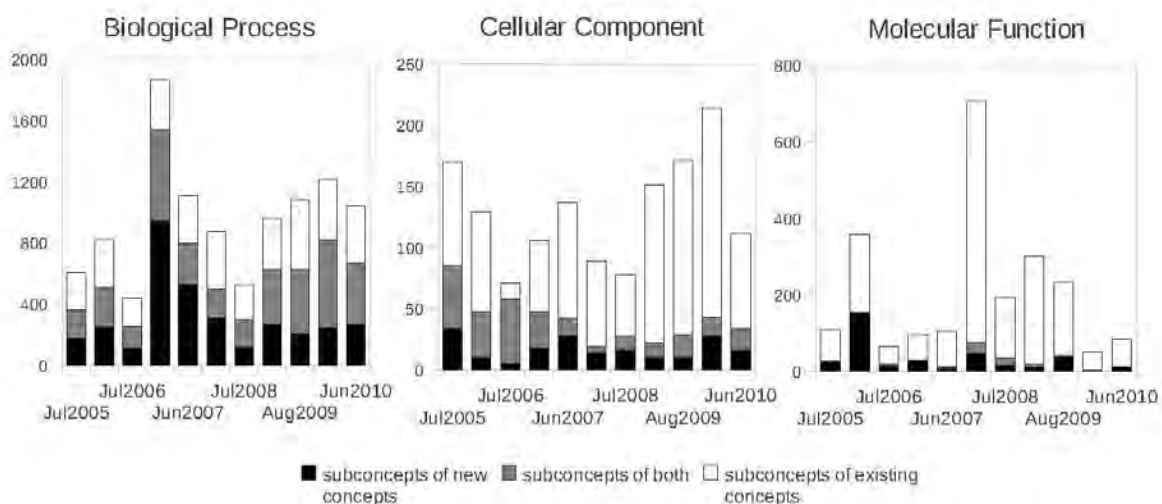 Biological Process
2000
1600
1200
800
400
0
Jul2006 Jul2008 Jun2010
Jul2005 Jun2007 Aug2009
Cellular Component
250
200
150
100
50
0
Jul2006 Jul2008 Jun2010
Jul2005 Jun2007 Aug2009
Molecular Function
800
600
400
200
0
Jul2006 Jul2008 Jun2010
Jul2005 Jun2007 Aug2009
subconcepts of new concepts
subconcepts of both
subconcepts of existing concepts